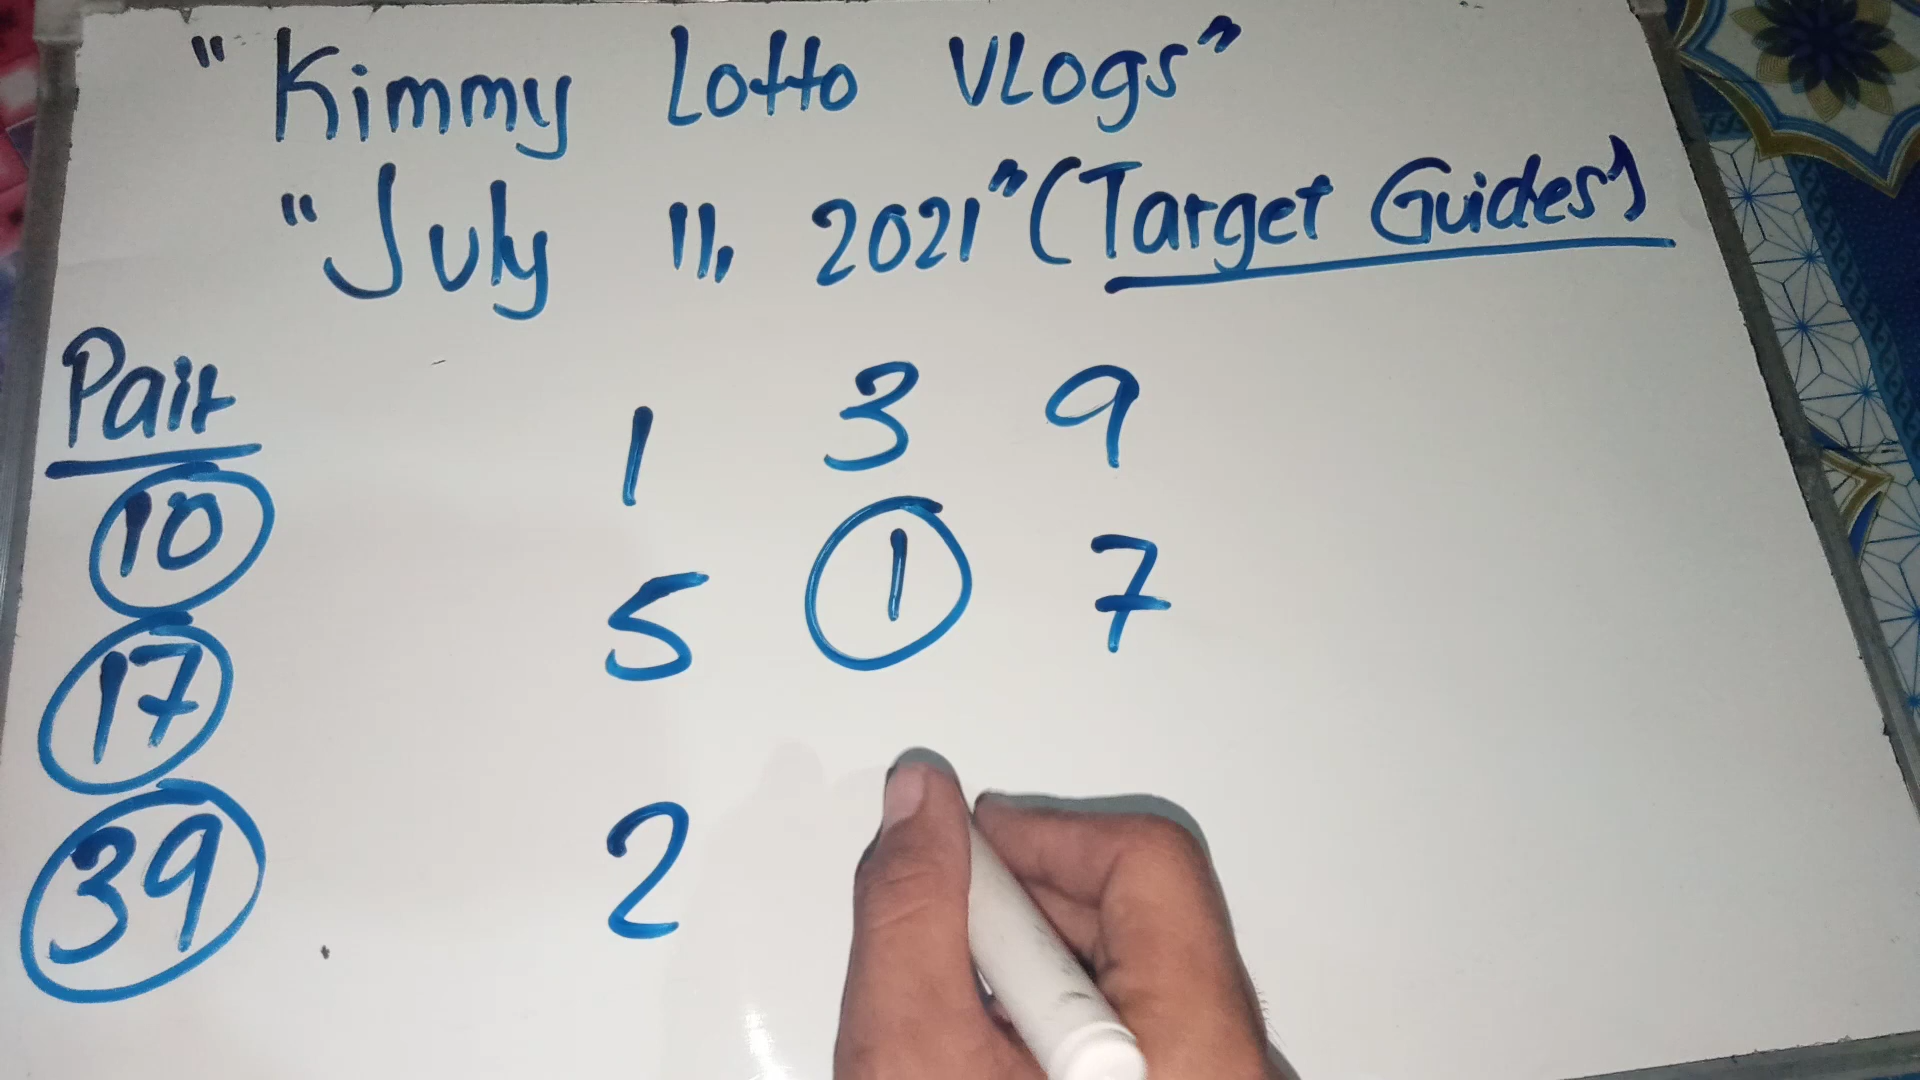 "Kimmy Lotto VLogs"
"July 11, 2021" (Target Guides)
Pair
1 3 9
10
5 1 7
17
39
2